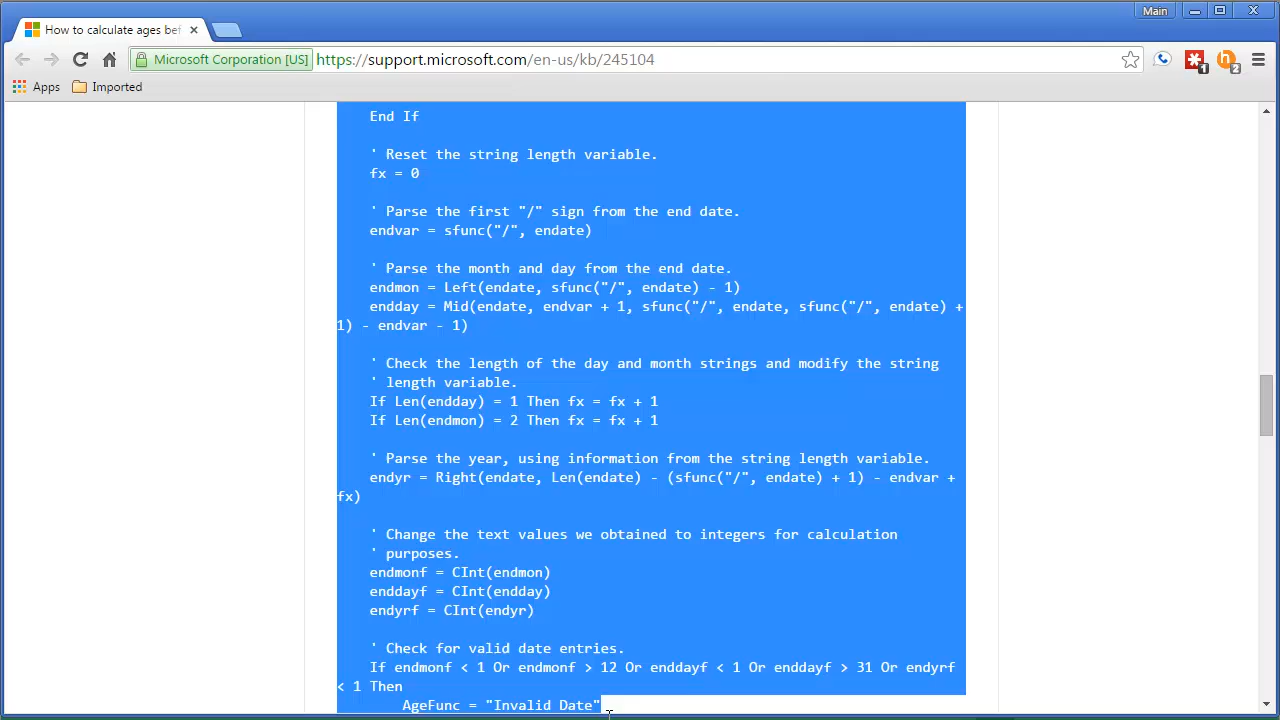 Main
How to calculate ages bef
Microsoft Corporation [US] https://support.microsoft.com/en-us/kb/245104
1
2
Apps Imported
End If
' Reset the string length variable.
fx = 0
' Parse the first "/" sign from the end date.
endvar = sfunc("/", endate)
' Parse the month and day from the end date.
endmon = Left(endate, sfunc("/", endate) - 1)
endday = Mid(endate, endvar + 1, sfunc("/", endate, sfunc("/", endate) +
1) - endvar - 1)
' Check the length of the day and month strings and modify the string
' length variable.
If Len(endday) = 1 Then fx = fx + 1
If Len(endmon) = 2 Then fx = fx + 1
' Parse the year, using information from the string length variable.
endyr = Right(endate, Len(endate) - (sfunc("/", endate) + 1) - endvar +
fx)
' Change the text values we obtained to integers for calculation
' purposes.
endmonf = CInt(endmon)
enddayf = CInt(endday)
endyrf = CInt(endyr)
' Check for valid date entries.
If endmonf < 1 Or endmonf > 12 Or enddayf < 1 Or enddayf > 31 Or endyrf
< 1 Then
AgeFunc = "Invalid Date"